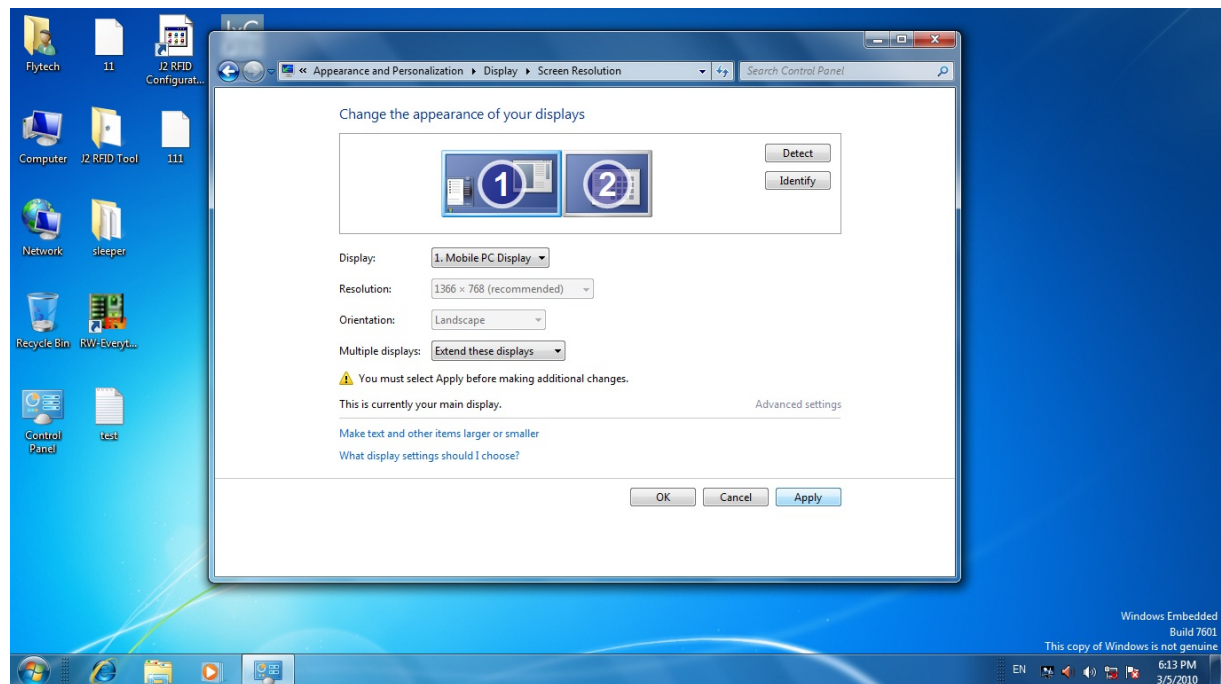 Flytech
11
J2 RFID
Configurat...
Computer
J2 RFID Tool
111
Network
sleeper
Recycle Bin
RW-Everyt...
Control
Panel
test
« Appearance and Personalization ▸ Display ▸ Screen Resolution
Search Control Panel
Change the appearance of your displays
1
2
Detect
Identify
Display:
1. Mobile PC Display
Resolution:
1366 × 768 (recommended)
Orientation:
Landscape
Multiple displays:
Extend these displays
You must select Apply before making additional changes.
This is currently your main display.
Advanced settings
Make text and other items larger or smaller
What display settings should I choose?
OK
Cancel
Apply
Windows Embedded
Build 7601
This copy of Windows is not genuine
EN
6:13 PM
3/5/2010